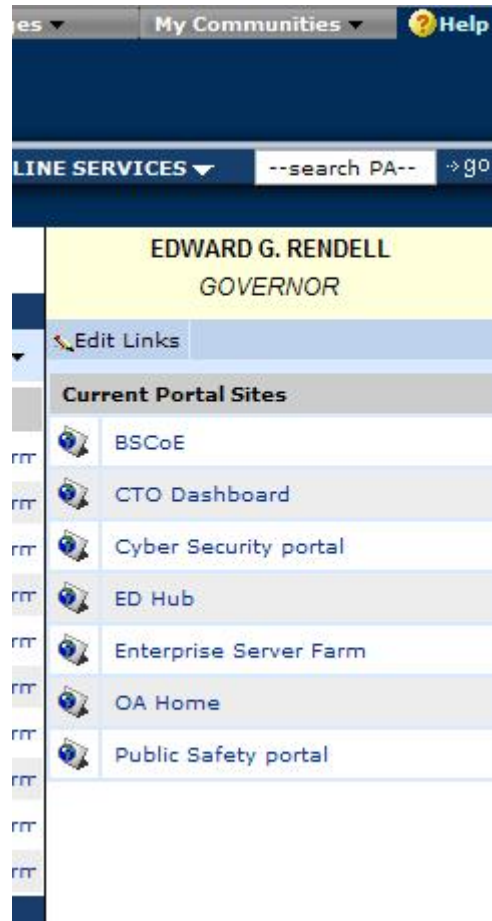 My Communities
Help
SERVICES
--search PA--
go
EDWARD G. RENDELL
GOVERNOR
Edit Links
Current Portal Sites
BSCoE
CTO Dashboard
Cyber Security portal
ED Hub
Enterprise Server Farm
OA Home
Public Safety portal